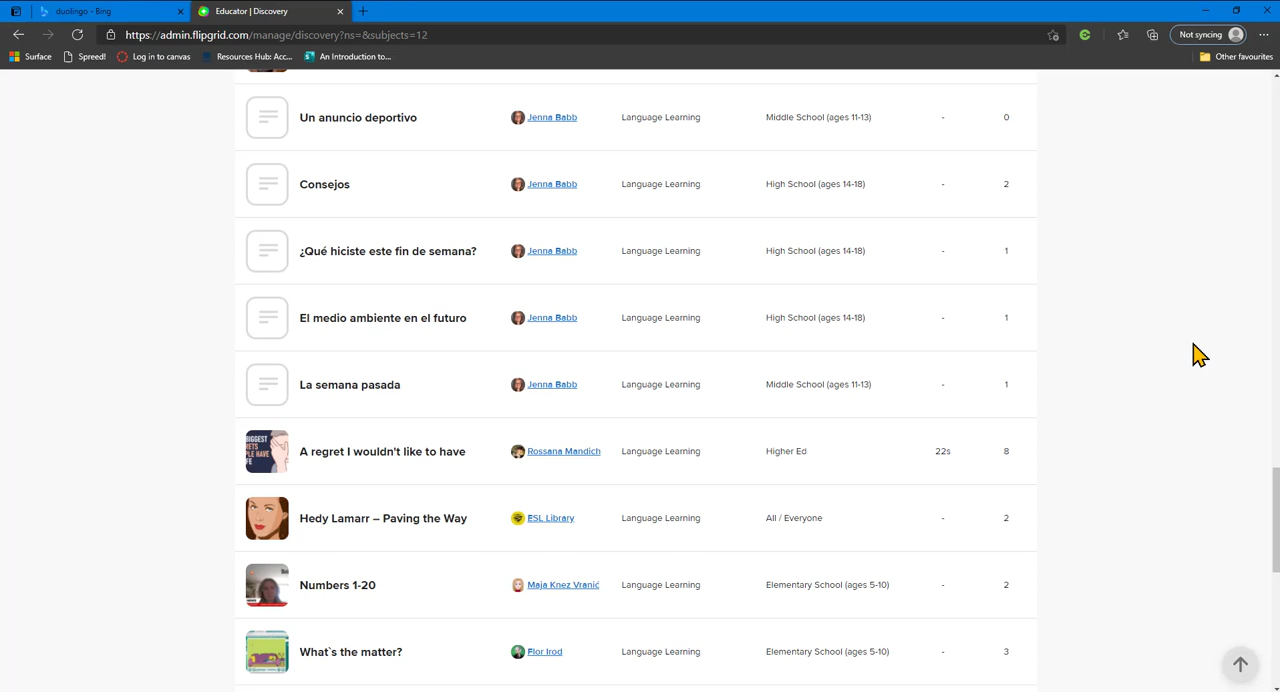 duolingo - Bing
Educator | Discovery
https://admin.flipgrid.com/manage/discovery?ns=&subjects=12
Not syncing
Surface
Spreed!
Log in to canvas
Resources Hub: Acc...
An Introduction to...
Other favourites
Un anuncio deportivo Jenna Babb Language Learning Middle School (ages 11-13) - 0
Consejos Jenna Babb Language Learning High School (ages 14-18) - 2
¿Qué hiciste este fin de semana? Jenna Babb Language Learning High School (ages 14-18) - 1
El medio ambiente en el futuro Jenna Babb Language Learning High School (ages 14-18) - 1
La semana pasada Jenna Babb Language Learning Middle School (ages 11-13) - 1
A regret I wouldn't like to have Rossana Mandich Language Learning Higher Ed 22s 8
Hedy Lamarr – Paving the Way ESL Library Language Learning All / Everyone - 2
Numbers 1-20 Maja Knez Vranić Language Learning Elementary School (ages 5-10) - 2
What`s the matter? Flor Irod Language Learning Elementary School (ages 5-10) - 3